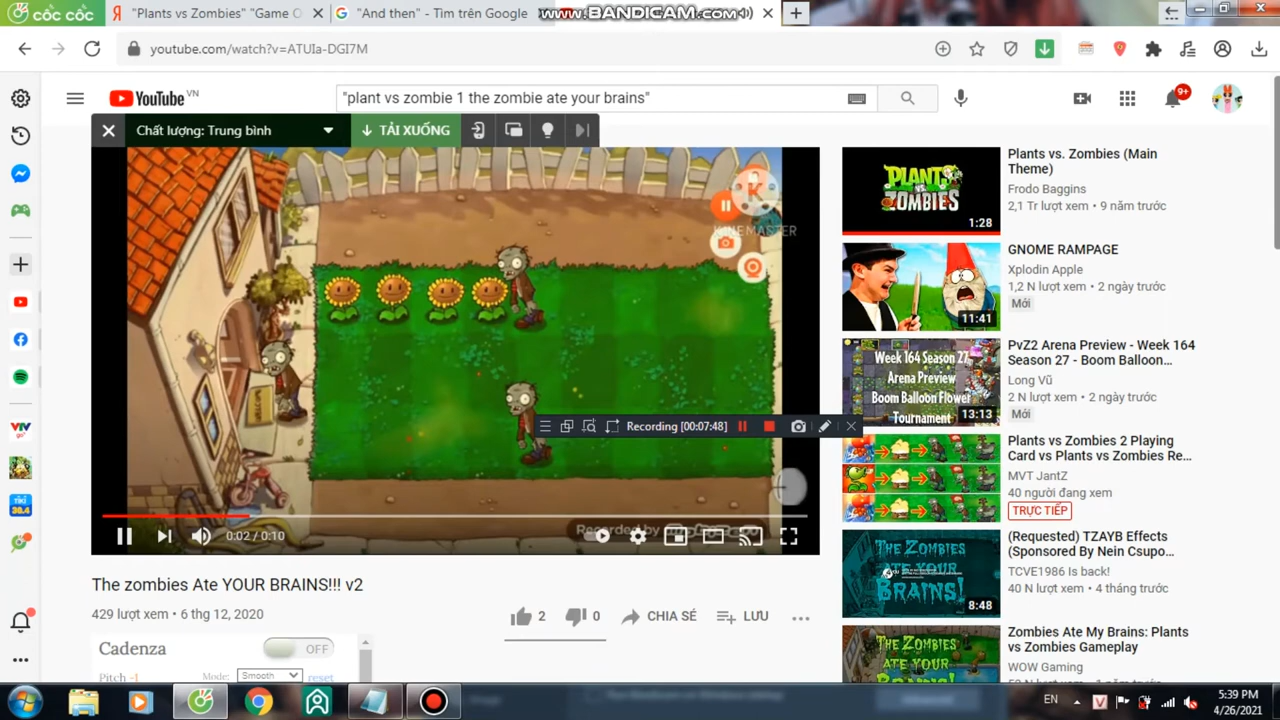 cốc cốc
"Plants vs Zombies" "Game O
"And then" - Tìm trên Google
www.BANDICAM.com
youtube.com/watch?v=ATUIa-DGI7M
YouTube VN
"plant vs zombie 1 the zombie ate your brains"
9+
Chất lượng: Trung bình
TẢI XUỐNG
KINEMASTER
Recording [00:07:48]
Recorded by
0:02 / 0:10
The zombies Ate YOUR BRAINS!!! v2
429 lượt xem • 6 thg 12, 2020
2
0
CHIA SẺ
LƯU
Cadenza
OFF
Pitch -1
Mode:
Smooth
reset
PLANTS VS ZOMBIES
1:28
Plants vs. Zombies (Main
Theme)
Frodo Baggins
2,1 Tr lượt xem • 9 năm trước
11:41
GNOME RAMPAGE
Xplodin Apple
1,2 N lượt xem • 2 ngày trước
Mới
Week 164 Season 27
Arena Preview
Boom Balloon Flower
Tournament
13:13
PvZ2 Arena Preview - Week 164
Season 27 - Boom Balloon...
Long Vũ
2 N lượt xem • 2 ngày trước
Mới
Plants vs Zombies 2 Playing
Card vs Plants vs Zombies Re...
MVT JantZ
40 người đang xem
TRỰC TIẾP
THE ZOMBIES
ATE YOUR
BRAINS!
8:48
(Requested) TZAYB Effects
(Sponsored By Nein Csupo...
TCVE1986 Is back!
40 N lượt xem • 4 tháng trước
THE ZOMBIES
ATE YOUR
Zombies Ate My Brains: Plants
vs Zombies Gameplay
WOW Gaming
VTV
go
TIKI
30.4
EN
5:39 PM
4/26/2021